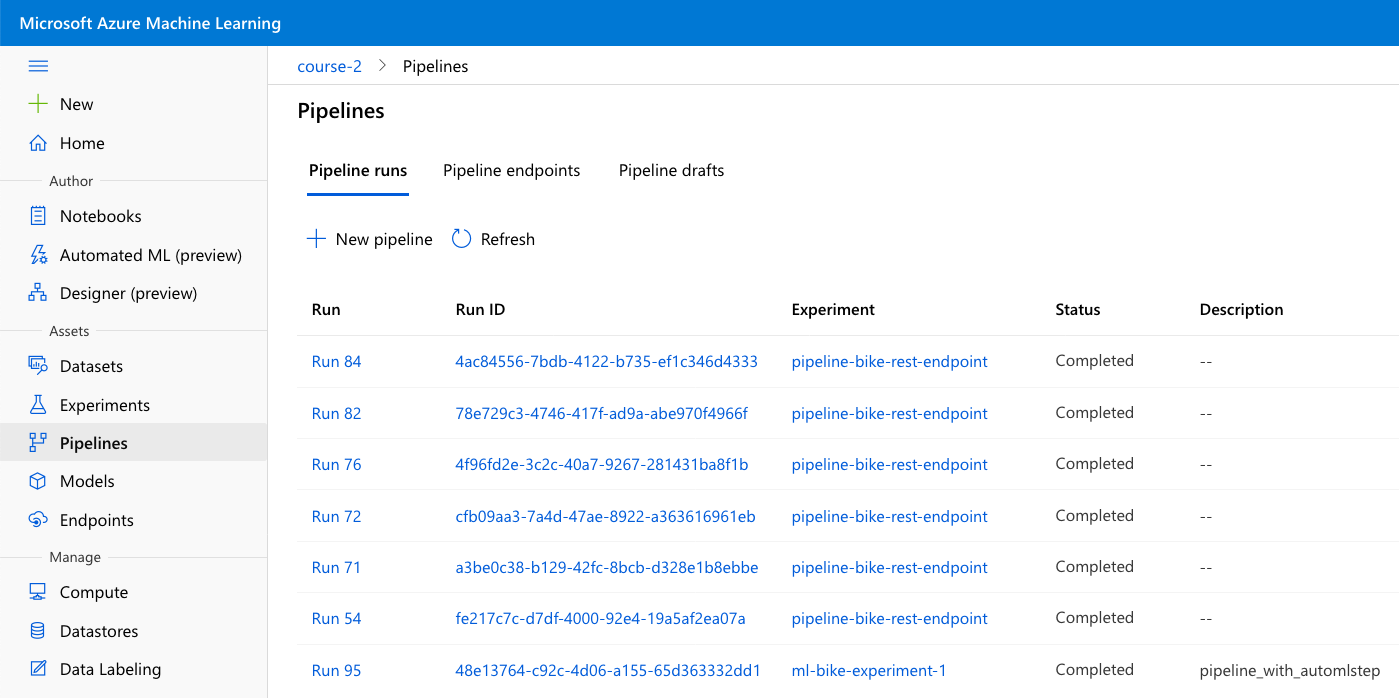 Microsoft Azure Machine Learning
New
Home
Author
Notebooks
Automated ML (preview)
Designer (preview)
Assets
Datasets
Experiments
Pipelines
Models
Endpoints
Manage
Compute
Datastores
Data Labeling
course-2 > Pipelines
Pipelines
Pipeline runs Pipeline endpoints Pipeline drafts
New pipeline Refresh
Run Run ID Experiment Status Description
Run 84 4ac84556-7bdb-4122-b735-ef1c346d4333 pipeline-bike-rest-endpoint Completed --
Run 82 78e729c3-4746-417f-ad9a-abe970f4966f pipeline-bike-rest-endpoint Completed --
Run 76 4f96fd2e-3c2c-40a7-9267-281431ba8f1b pipeline-bike-rest-endpoint Completed --
Run 72 cfb09aa3-7a4d-47ae-8922-a363616961eb pipeline-bike-rest-endpoint Completed --
Run 71 a3be0c38-b129-42fc-8bcb-d328e1b8ebbe pipeline-bike-rest-endpoint Completed --
Run 54 fe217c7c-d7df-4000-92e4-19a5af2ea07a pipeline-bike-rest-endpoint Completed --
Run 95 48e13764-c92c-4d06-a155-65d363332dd1 ml-bike-experiment-1 Completed pipeline_with_automlstep